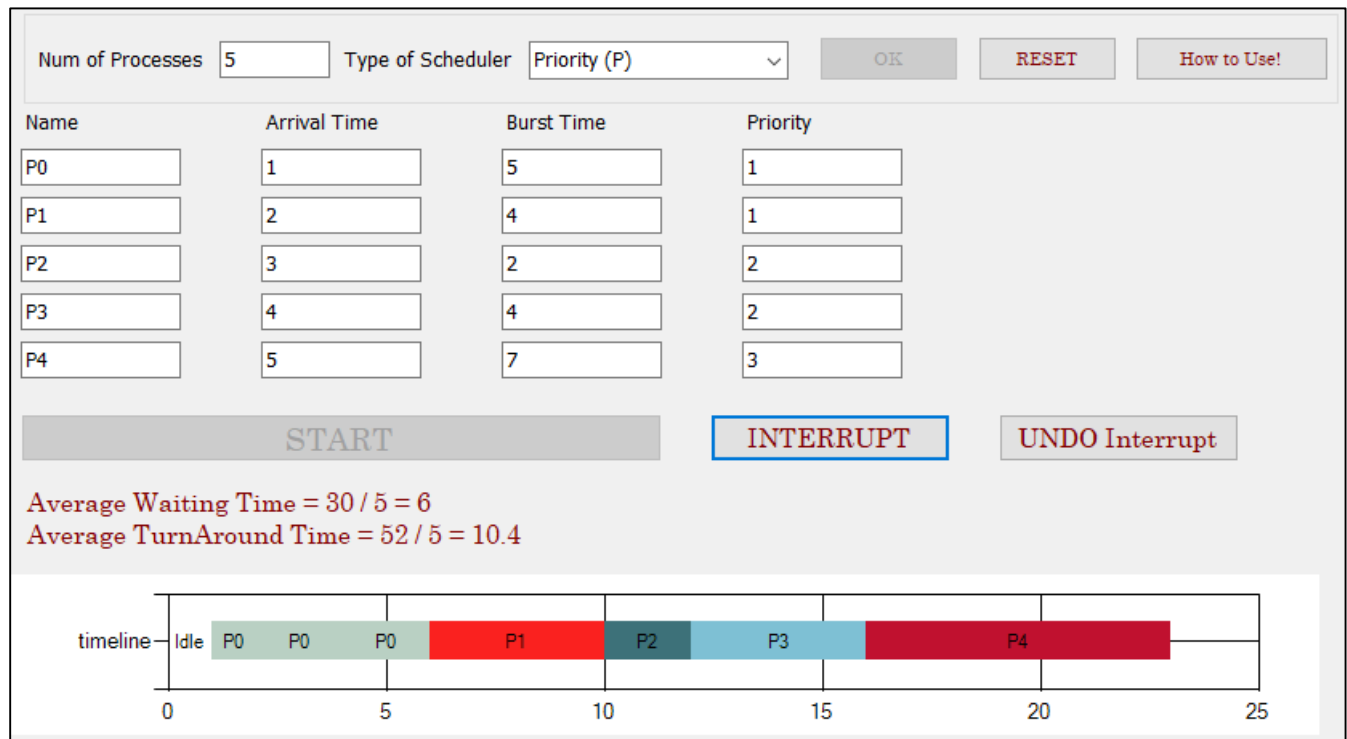 Num of Processes 5 Type of Scheduler Priority (P) OK RESET How to Use!
Name Arrival Time Burst Time Priority
P0 1 5 1
P1 2 4 1
P2 3 2 2
P3 4 4 2
P4 5 7 3
START INTERRUPT UNDO Interrupt
Average Waiting Time = 30 / 5 = 6
Average TurnAround Time = 52 / 5 = 10.4
timeline Idle P0 P0 P0 P1 P2 P3 P4
0 5 10 15 20 25